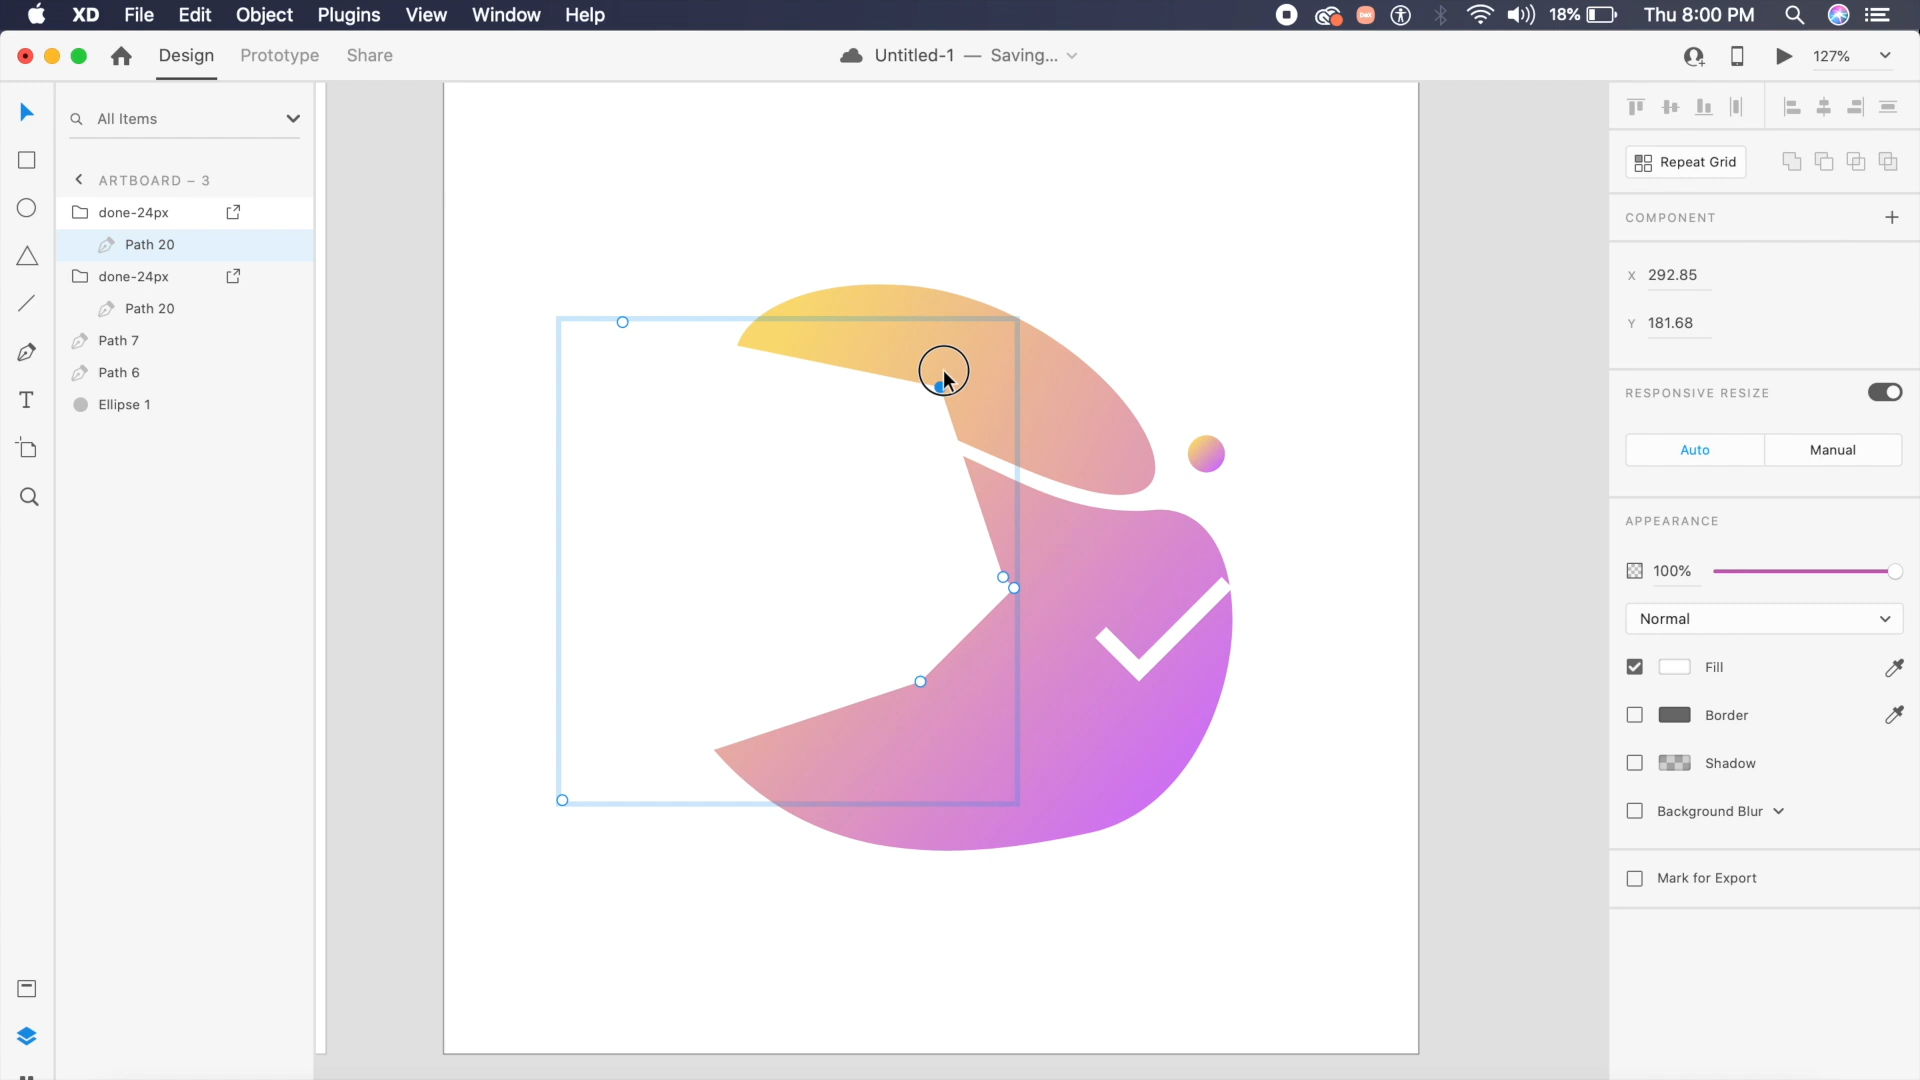 XD File Edit Object Plugins View Window Help 18% Thu 8:00 PM
Design Prototype Share Untitled-1 — Saving... 127%
All Items
ARTBOARD – 3
done-24px
Path 20
done-24px
Path 20
Path 7
Path 6
Ellipse 1
T
Repeat Grid
COMPONENT
X 292.85
Y 181.68
RESPONSIVE RESIZE
Auto Manual
APPEARANCE
100%
Normal
Fill
Border
Shadow
Background Blur
Mark for Export